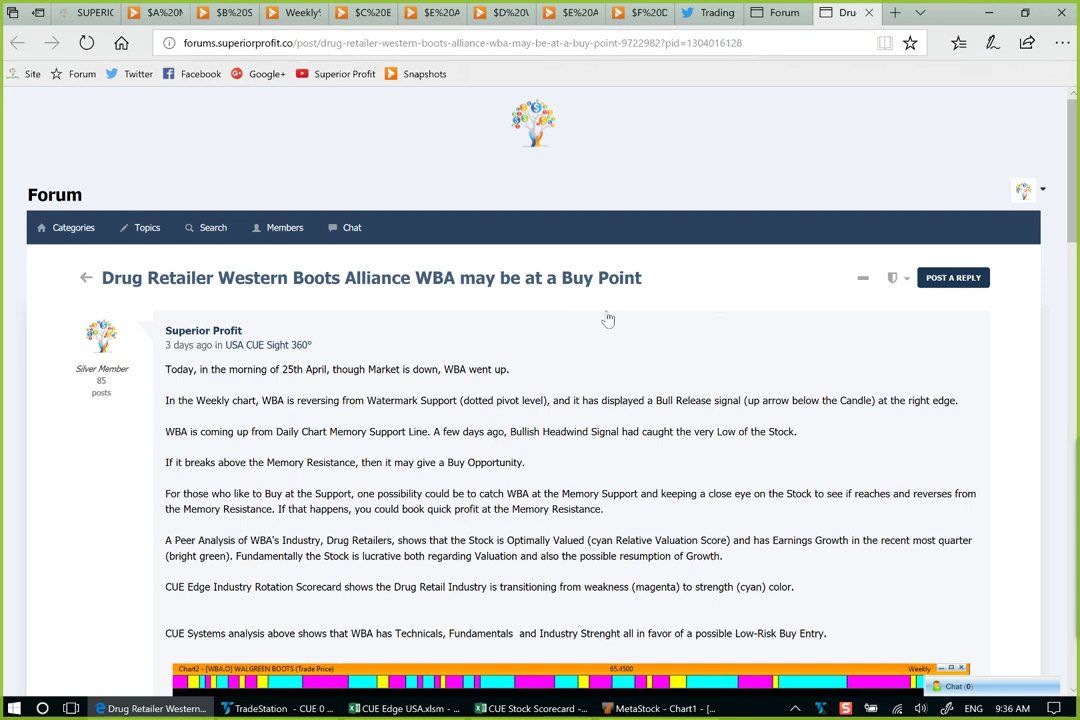 SUPERIC
$A%20M
$B%20S
Weekly
$C%20E
$E%20A
$D%20\
$E%20A
$F%20D
Trading
Forum
Dru
forums.superiorprofit.co/post/drug-retailer-western-boots-alliance-wba-may-be-at-a-buy-point-9722982?pid=1304016128
Site
Forum
Twitter
Facebook
Google+
Superior Profit
Snapshots
Forum
Categories
Topics
Search
Members
Chat
Drug Retailer Western Boots Alliance WBA may be at a Buy Point
POST A REPLY
Silver Member
85
posts
Superior Profit
3 days ago in USA CUE Sight 360°
Today, in the morning of 25th April, though Market is down, WBA went up.
In the Weekly chart, WBA is reversing from Watermark Support (dotted pivot level), and it has displayed a Bull Release signal (up arrow below the Candle) at the right edge.
WBA is coming up from Daily Chart Memory Support Line. A few days ago, Bullish Headwind Signal had caught the very Low of the Stock.
If it breaks above the Memory Resistance, then it may give a Buy Opportunity.
For those who like to Buy at the Support, one possibility could be to catch WBA at the Memory Support and keeping a close eye on the Stock to see if reaches and reverses from
the Memory Resistance. If that happens, you could book quick profit at the Memory Resistance.
A Peer Analysis of WBA's Industry, Drug Retailers, shows that the Stock is Optimally Valued (cyan Relative Valuation Score) and has Earnings Growth in the recent most quarter
(bright green). Fundamentally the Stock is lucrative both regarding Valuation and also the possible resumption of Growth.
CUE Edge Industry Rotation Scorecard shows the Drug Retail Industry is transitioning from weakness (magenta) to strength (cyan) color.
CUE Systems analysis above shows that WBA has Technicals, Fundamentals and Industry Strenght all in favor of a possible Low-Risk Buy Entry.
Chart2 - [WBA.O] WALGREEN BOOTS (Trade Price)
65,4500
Weekly
Chat (0)
Drug Retailer Western...
TradeStation - CUE 0 ...
CUE Edge USA.xlsm - ...
CUE Stock Scorecard - ...
MetaStock - Chart1 - [...
ENG
9:36 AM